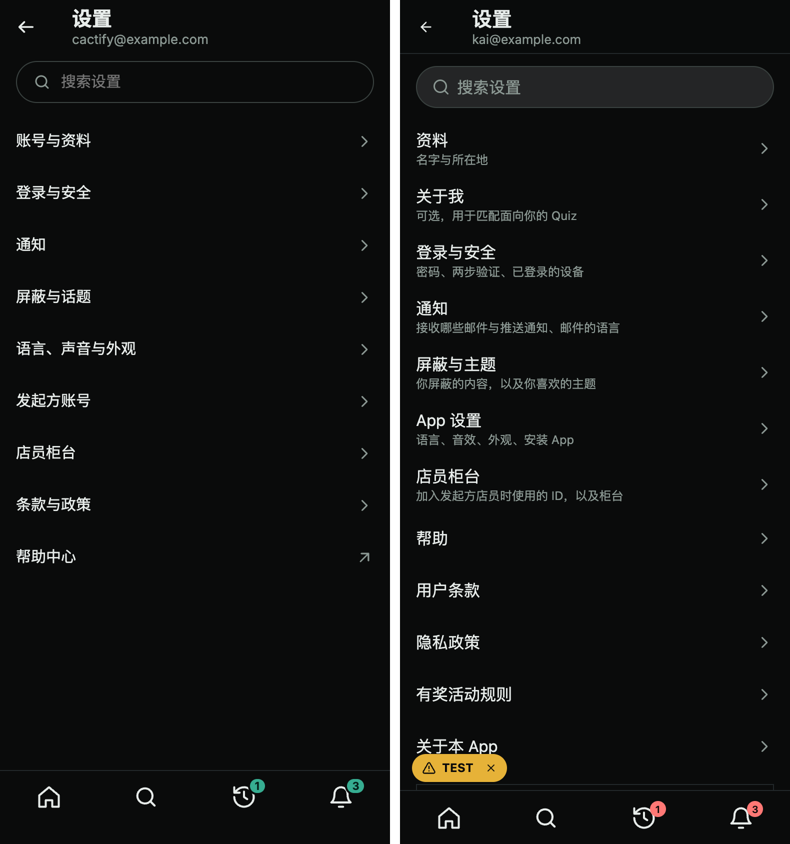 设置
cactify@example.com
搜索设置
账号与资料
登录与安全
通知
屏蔽与话题
语言、声音与外观
发起方账号
店员柜台
条款与政策
帮助中心
1
3
设置
kai@example.com
搜索设置
资料
名字与所在地
关于我
可选，用于匹配面向你的 Quiz
登录与安全
密码、两步验证、已登录的设备
通知
接收哪些邮件与推送通知、邮件的语言
屏蔽与主题
你屏蔽的内容，以及你喜欢的主题
App 设置
语言、音效、外观、安装 App
店员柜台
加入发起方店员时使用的 ID，以及柜台
帮助
用户条款
隐私政策
有奖活动规则
关于本 App
TEST
1
3